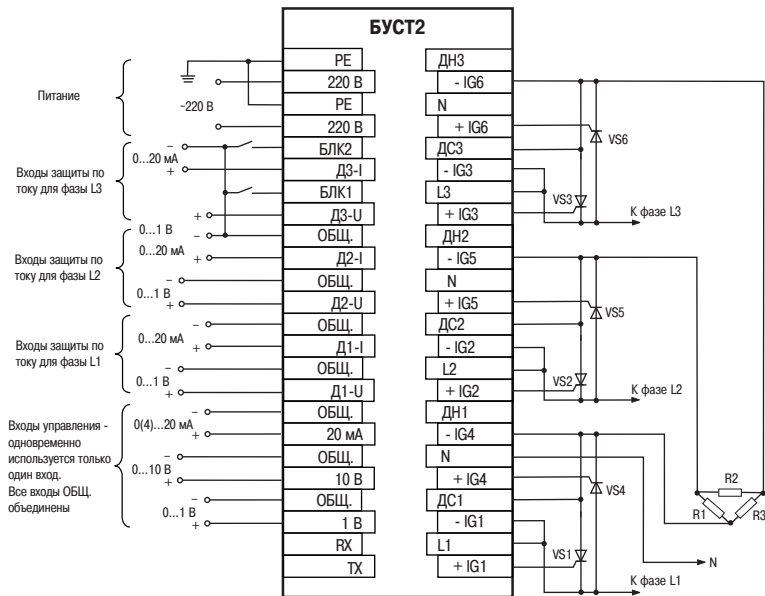 БУСТ2
PE
220 В
PE
220 В
БЛК2
Д3-I
БЛК1
Д3-U
ОБЩ.
Д2-I
ОБЩ.
Д2-U
ОБЩ.
Д1-I
ОБЩ.
Д1-U
ОБЩ.
20 мА
ОБЩ.
10 В
ОБЩ.
1 В
RX
TX
ДН3
- IG6
N
+ IG6
ДС3
- IG3
L3
+ IG3
ДН2
- IG5
N
+ IG5
ДС2
- IG2
L2
+ IG2
ДН1
- IG4
N
+ IG4
ДС1
- IG1
L1
+ IG1
Питание
~220 В
Входы защиты по
току для фазы L3
–
0...20 мА
+
+
0...1 В
–
Входы защиты по
току для фазы L2
0...20 мА
+
–
0...1 В
+
Входы защиты по
току для фазы L1
–
0...20 мА
+
–
0...1 В
+
Входы управления -
одновременно
используется только
один вход.
Все входы ОБЩ.
объединены
–
0(4)...20 мА
+
–
0...10 В
+
–
0...1 В
+
VS6
VS3
К фазе L3
VS5
VS2
К фазе L2
VS4
VS1
R2
R1
R3
N
К фазе L1